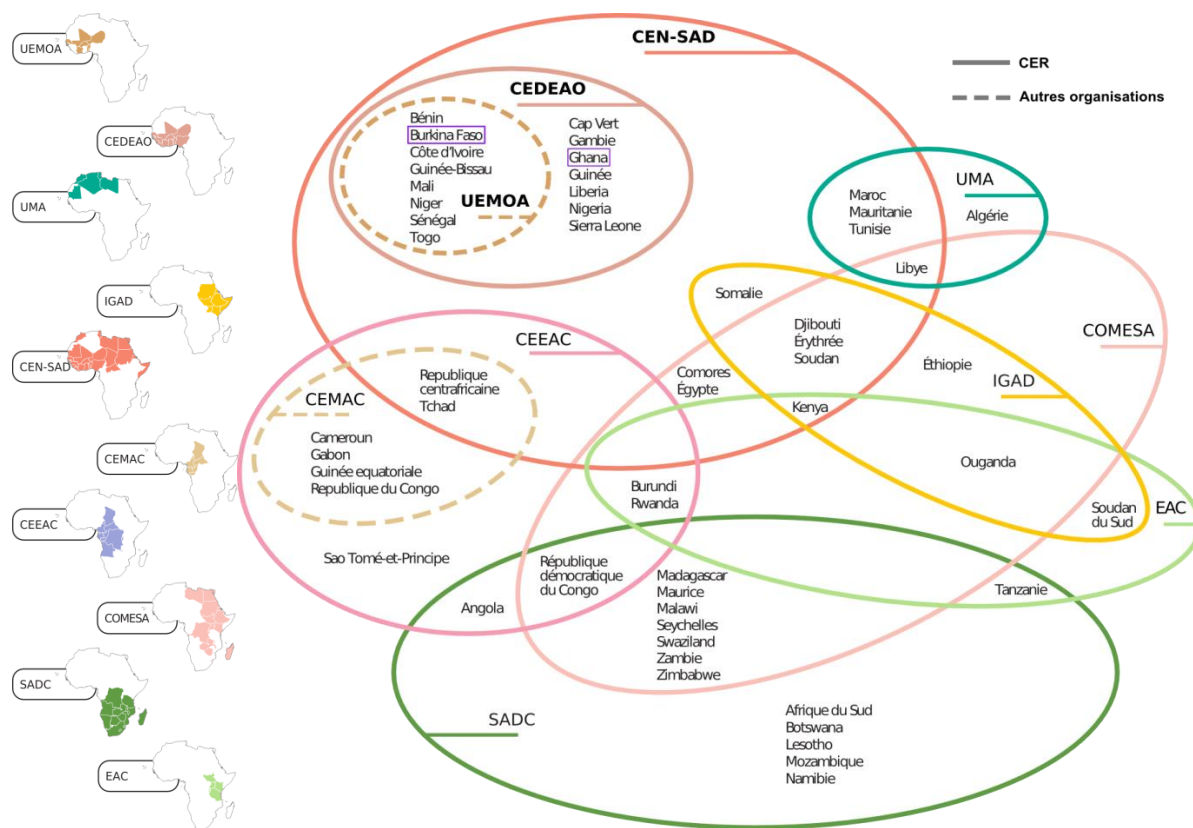 UEMOA
CEDEAO
UMA
IGAD
CEN-SAD
CEMAC
CEEAC
COMESA
SADC
EAC
CEN-SAD
CER
Autres organisations
CEDEAO
Bénin
Burkina Faso
Côte d'Ivoire
Guinée-Bissau
Mali
Niger
Sénégal
Togo
UEMOA
Cap Vert
Gambie
Ghana
Guinée
Liberia
Nigeria
Sierra Leone
UMA
Maroc
Mauritanie
Tunisie
Algérie
Libye
Somalie
Djibouti
Érythrée
Soudan
COMESA
Éthiopie
IGAD
Comores
Égypte
Kenya
CEEAC
Republique
centrafricaine
Tchad
CEMAC
Cameroun
Gabon
Guinée equatoriale
Republique du Congo
Ouganda
Soudan
du Sud
EAC
Burundi
Rwanda
Sao Tomé-et-Principe
République
démocratique
du Congo
Angola
Madagascar
Maurice
Malawi
Seychelles
Swaziland
Zambie
Zimbabwe
Tanzanie
SADC
Afrique du Sud
Botswana
Lesotho
Mozambique
Namibie